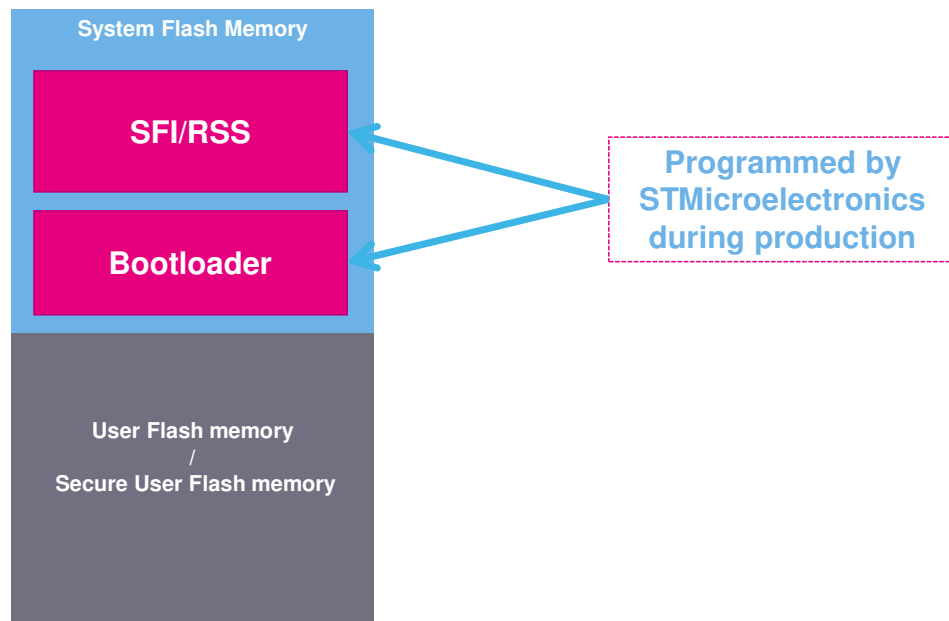 System Flash Memory
SFI/RSS
Bootloader
Programmed by
STMicroelectronics
during production
User Flash memory
/
Secure User Flash memory